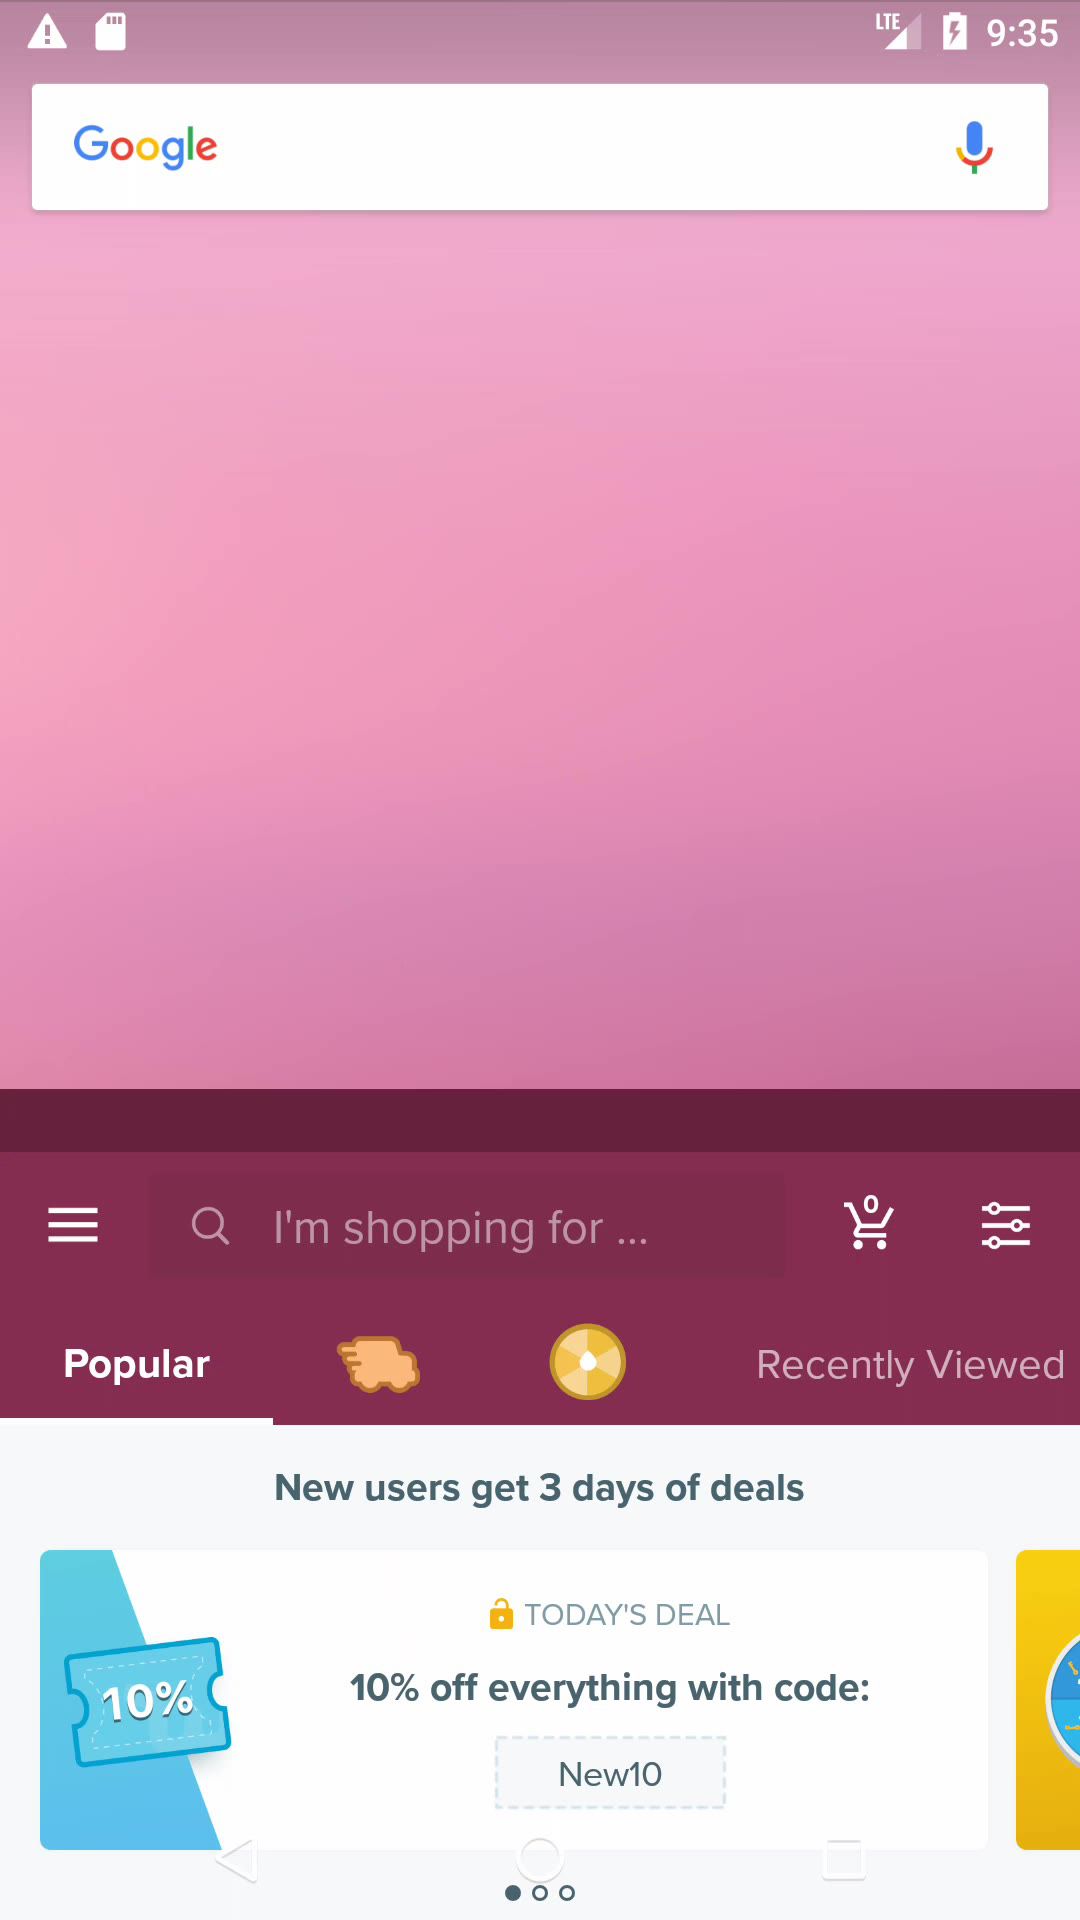 LTE 9:35
Google
0
I'm shopping for ...
Popular
Recently Viewed
New users get 3 days of deals
TODAY'S DEAL
10%
10% off everything with code:
New10